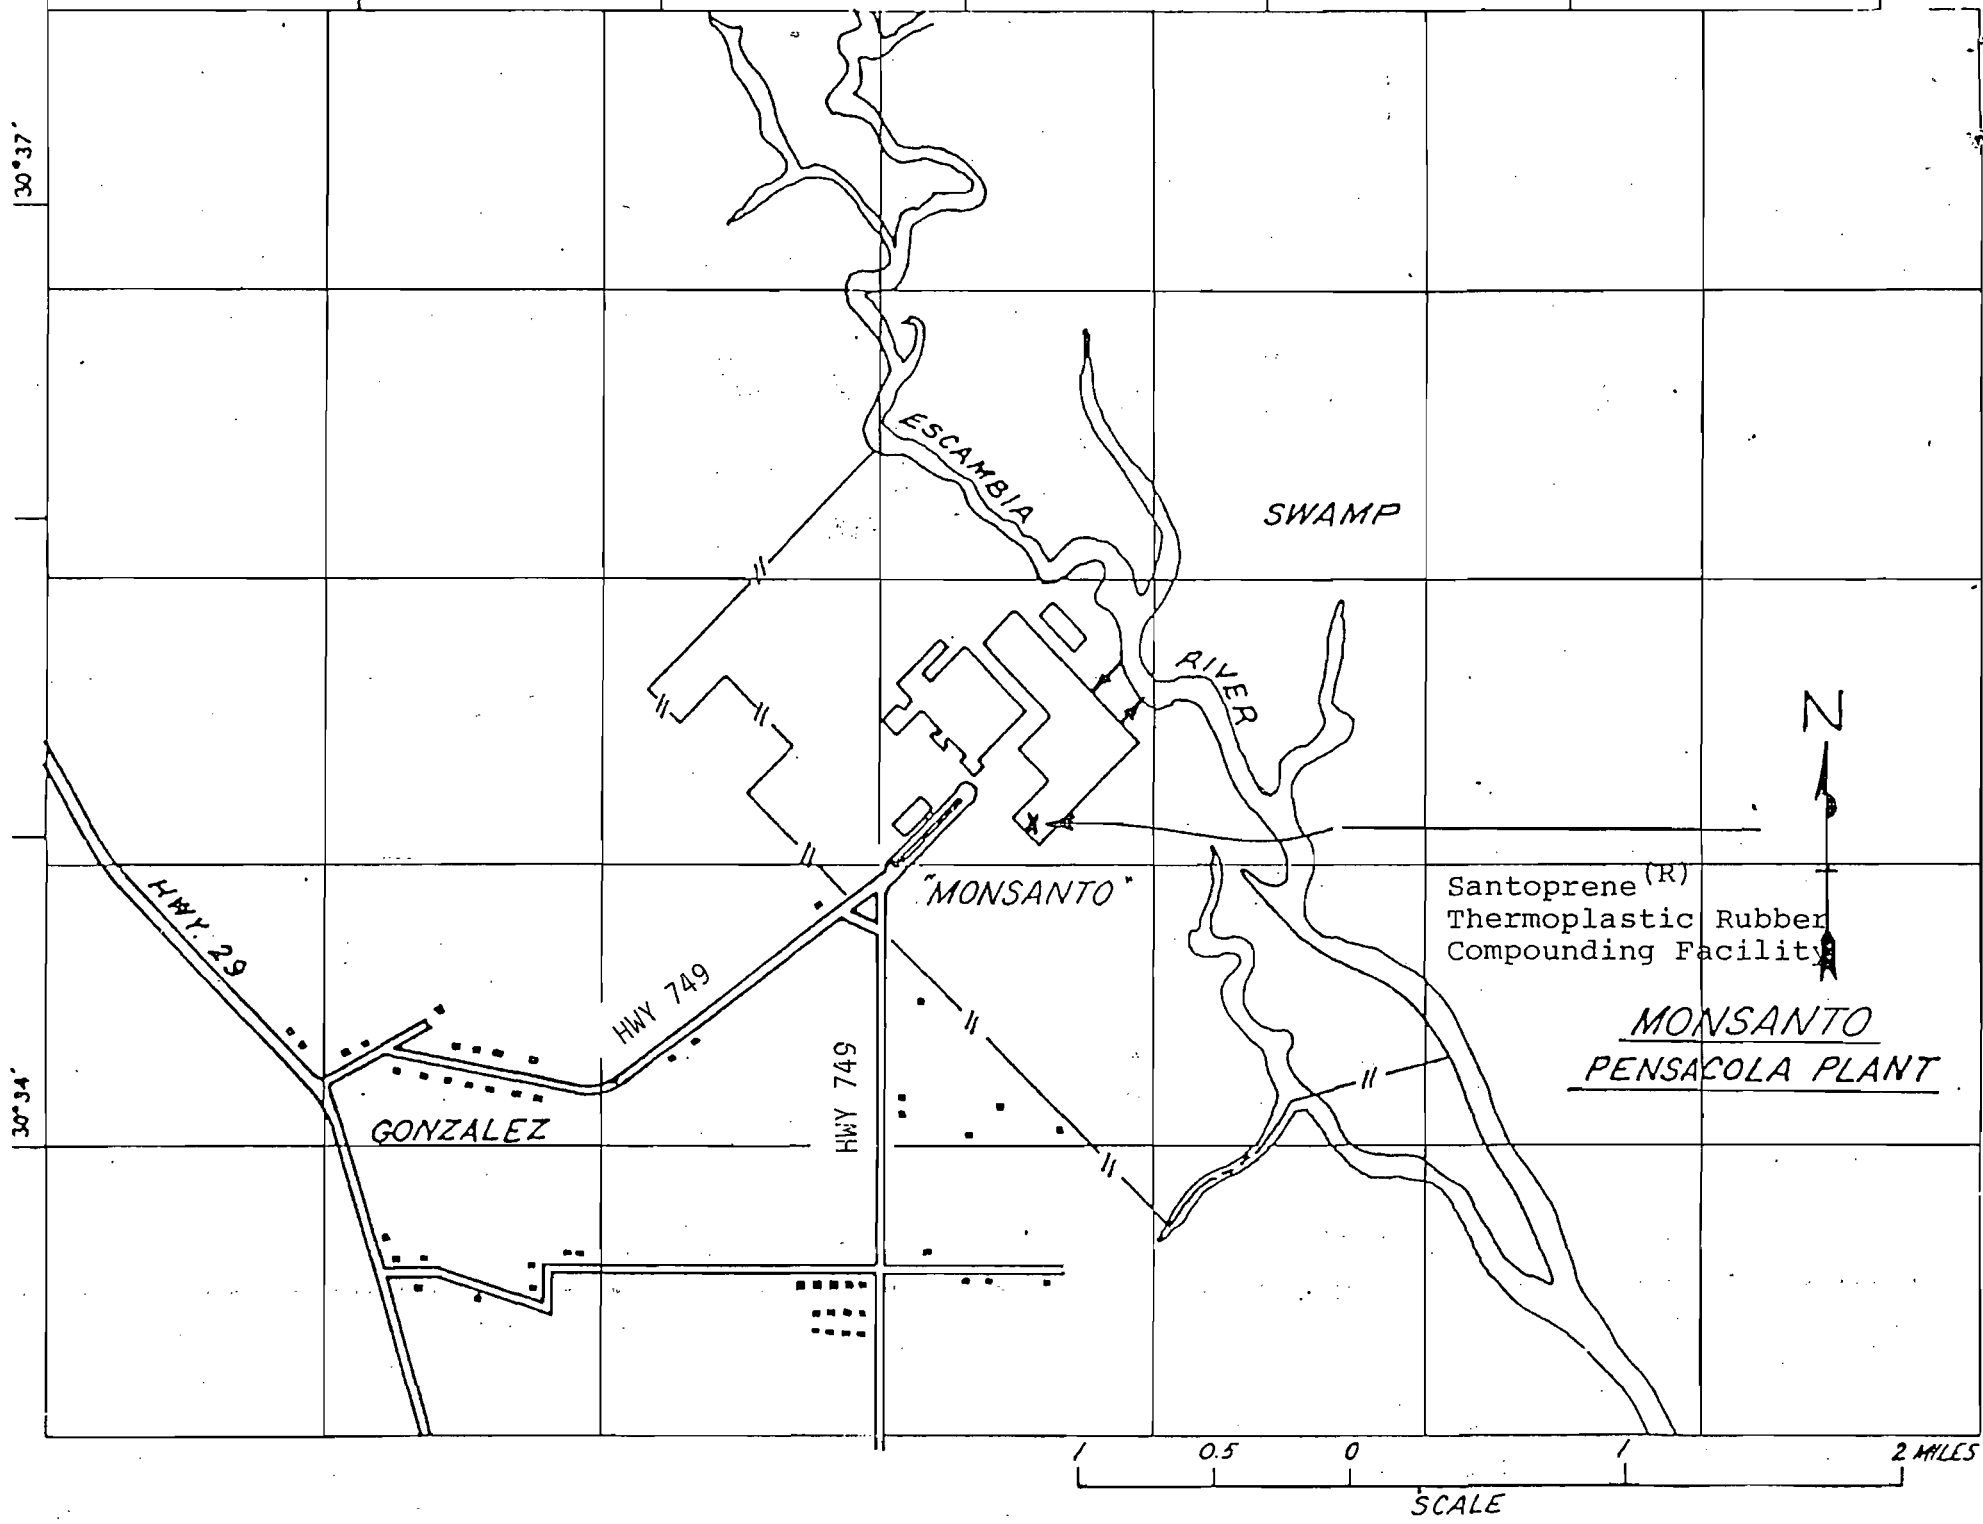 30°37'
ESCAMBIA
SWAMP
RIVER
N
HWY. 29
"MONSANTO"
Santoprene(R)
Thermoplastic Rubber
Compounding Facility
HWY 749
MONSANTO
PENSACOLA PLANT
HWY 749
30°34'
GONZALEZ
1 0.5 0 1 2 MILES
SCALE